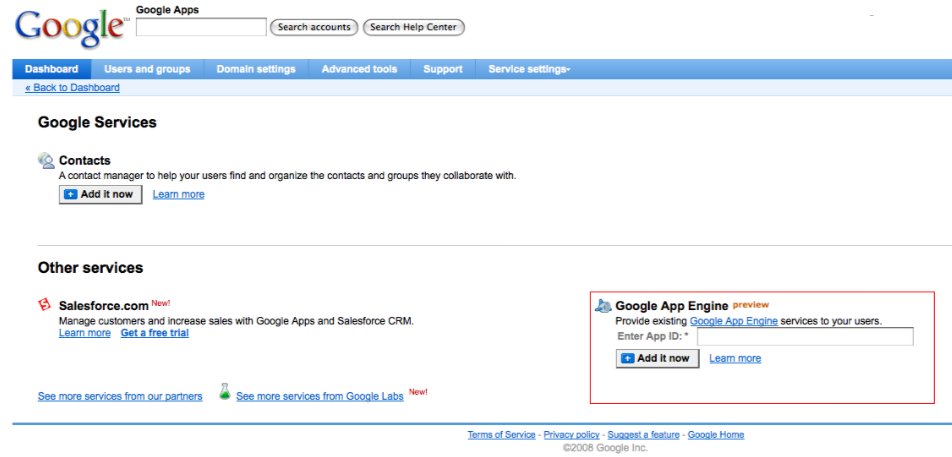 Google™
Google Apps
Search accounts Search Help Center
Dashboard Users and groups Domain settings Advanced tools Support Service settings
« Back to Dashboard
Google Services
Contacts
A contact manager to help your users find and organize the contacts and groups they collaborate with.
+ Add it now Learn more
Other services
Salesforce.com New!
Manage customers and increase sales with Google Apps and Salesforce CRM.
Learn more Get a free trial
Google App Engine preview
Provide existing Google App Engine services to your users.
Enter App ID: *
+ Add it now Learn more
See more services from our partners See more services from Google Labs New!
Terms of Service - Privacy policy - Suggest a feature - Google Home
©2008 Google Inc.